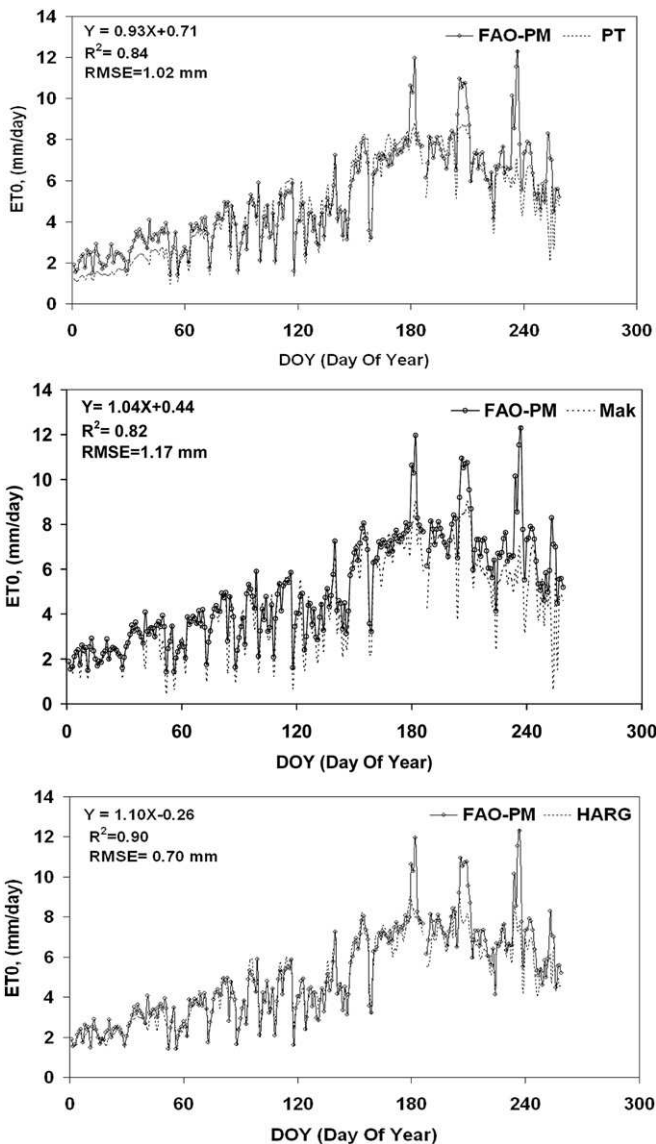 14
Y = 0.93X+0.71
FAO-PM PT
R²= 0.84
12
RMSE=1.02 mm
10
8
6
4
2
0
ET0, (mm/day)
0 60 120 180 240 300
DOY (Day Of Year)
14
Y= 1.04X+0.44
FAO-PM Mak
R²= 0.82
12
RMSE=1.17 mm
10
8
6
4
2
0
ET0, (mm/day)
0 60 120 180 240 300
DOY (Day Of Year)
14
Y = 1.10X-0.26
FAO-PM HARG
R²=0.90
12
RMSE= 0.70 mm
10
8
6
4
2
0
ET0, (mm/day)
0 60 120 180 240 300
DOY (Day Of Year)